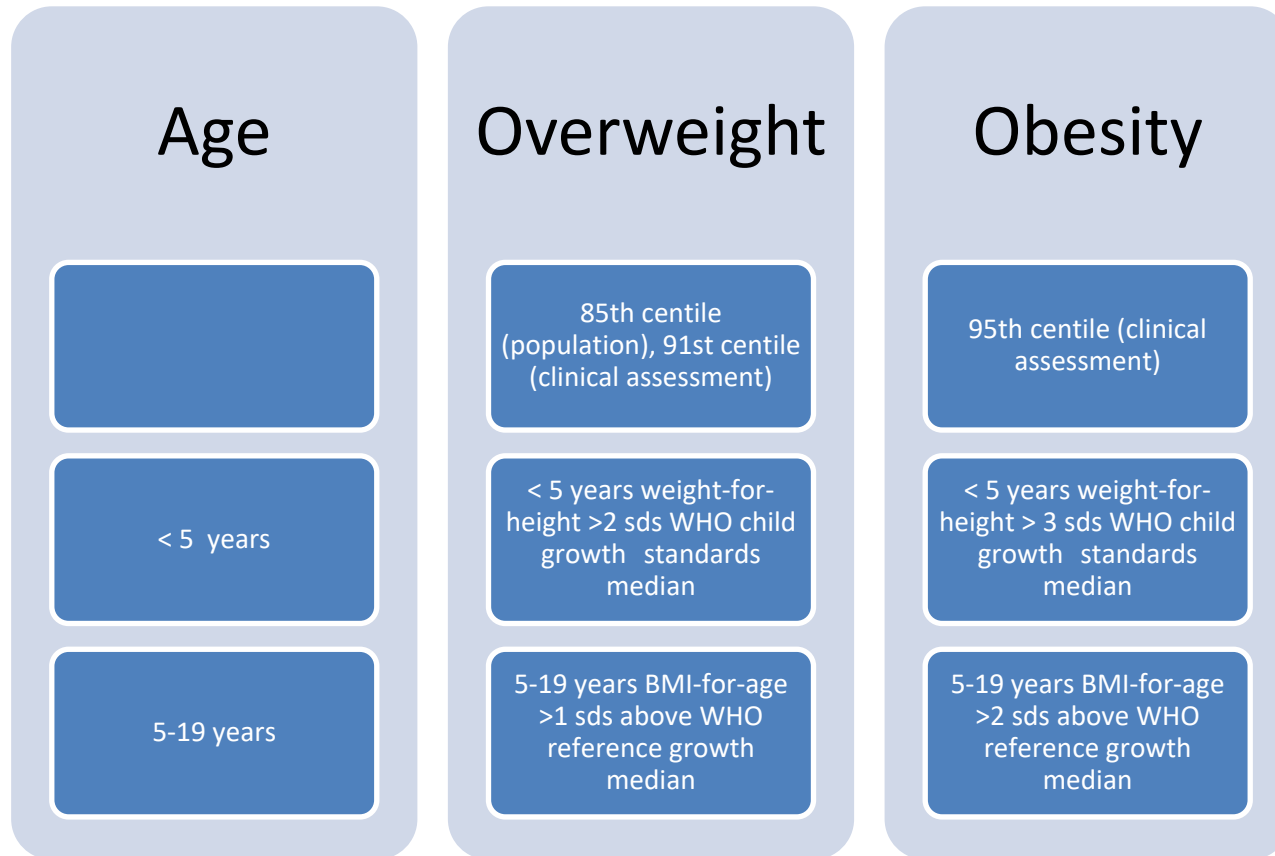 Age
Overweight
Obesity
85th centile
(population), 91st centile
(clinical assessment)
95th centile (clinical
assessment)
< 5  years
< 5 years weight-for-
height >2 sds WHO child
growth  standards
median
< 5 years weight-for-
height > 3 sds WHO child
growth  standards
median
5-19 years
5-19 years BMI-for-age
>1 sds above WHO
reference growth
median
5-19 years BMI-for-age
>2 sds above WHO
reference growth
median